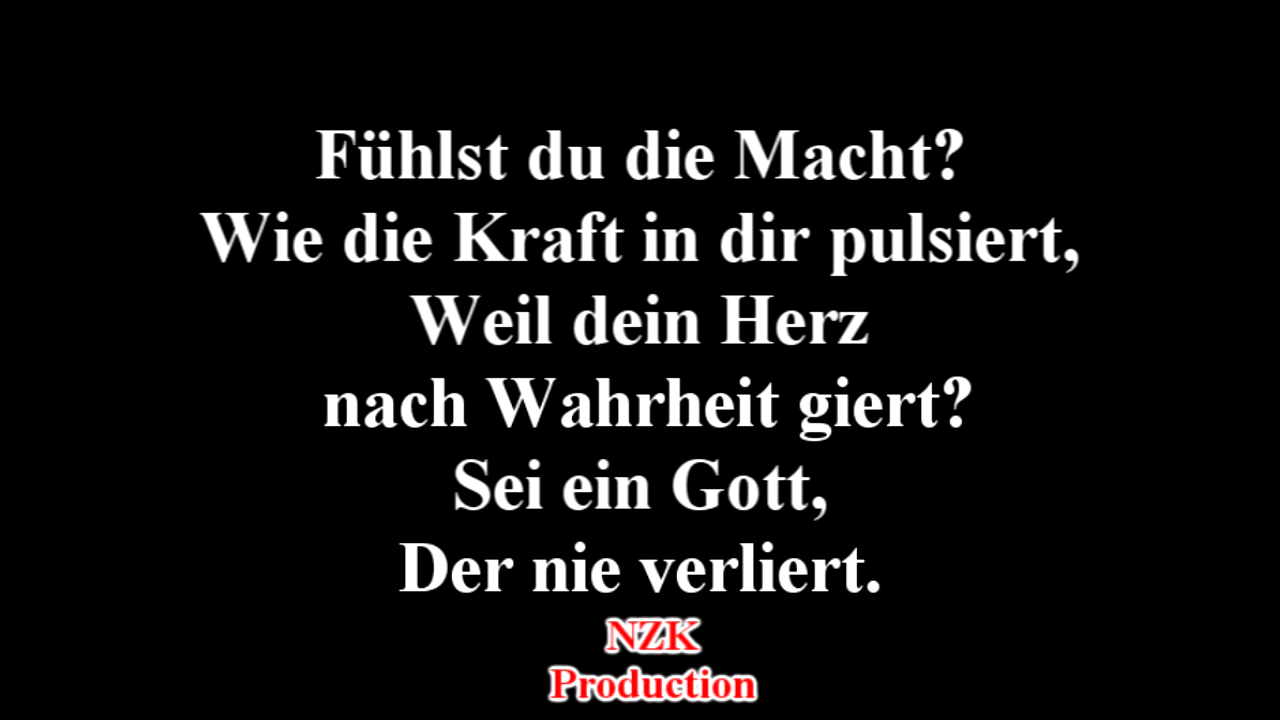 Fühlst du die Macht?
Wie die Kraft in dir pulsiert,
Weil dein Herz
nach Wahrheit giert?
Sei ein Gott,
Der nie verliert.
NZK
Production